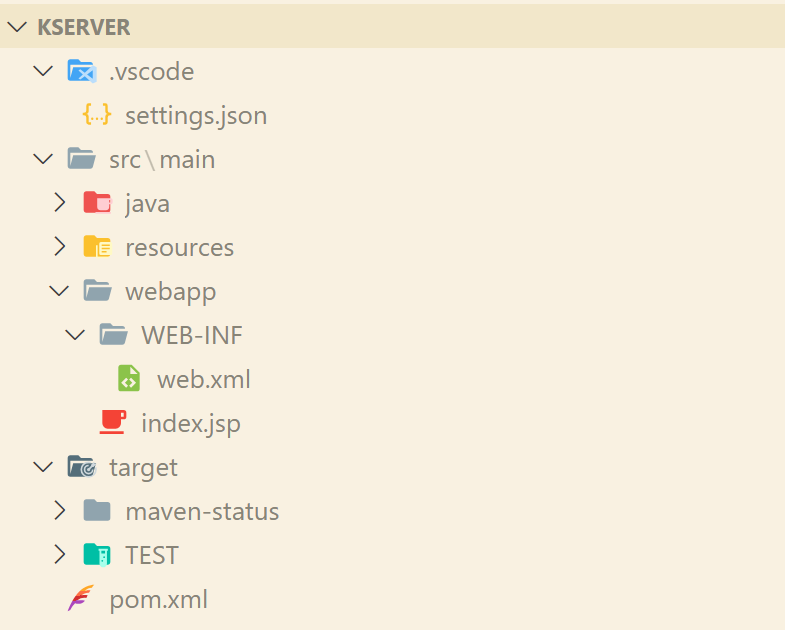 KSERVER
.vscode
{..} settings.json
src\main
java
resources
webapp
WEB-INF
web.xml
index.jsp
target
maven-status
TEST
pom.xml